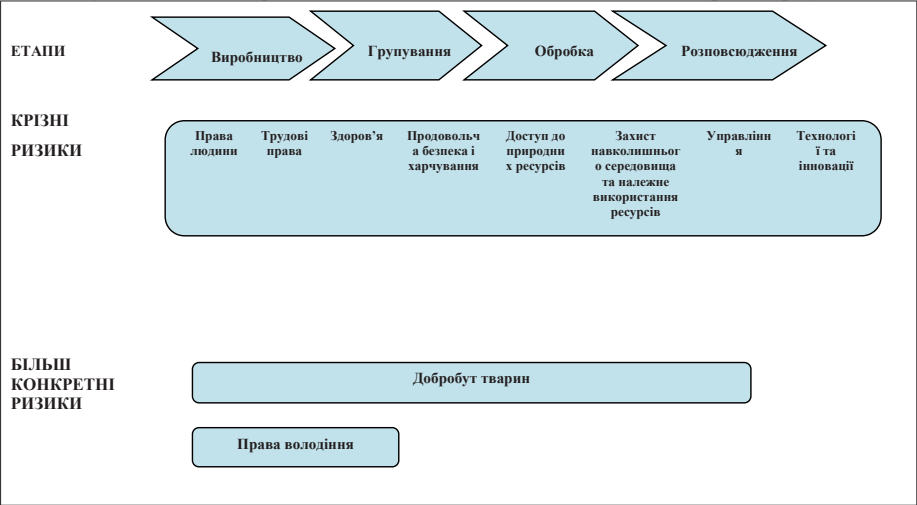 ЕТАПИ
Виробництво
Групування
Обробка
Розповсюдження
КРІЗНІ
РИЗИКИ
Права
людини
Трудові
права
Здоров’я
Продовольч
а безпека і
харчування
Доступ до
природни
х ресурсів
Захист
навколишньог
о середовища
та належне
використання
ресурсів
Управлінн
я
Технологі
ї та
інновації
БІЛЬШ
КОНКРЕТНІ
РИЗИКИ
Добробут тварин
Права володіння